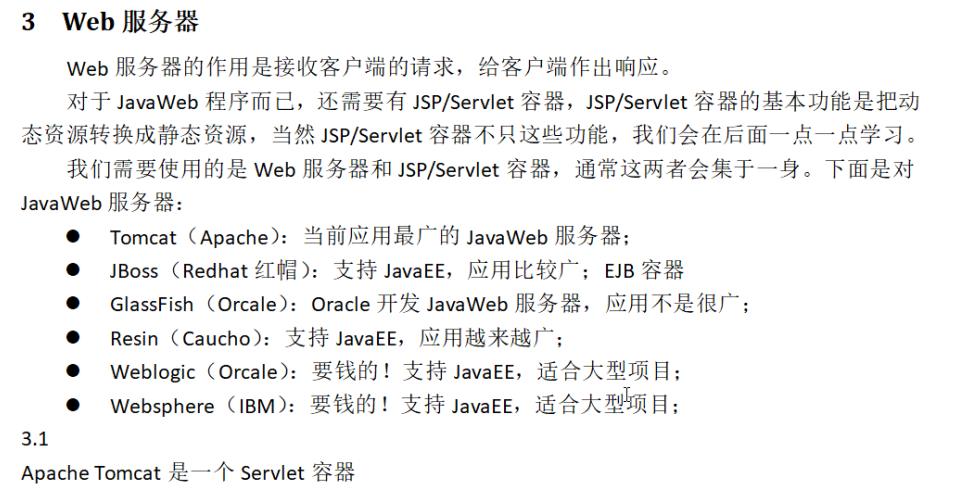 3 Web 服务器
Web 服务器的作用是接收客户端的请求，给客户端作出响应。
对于 JavaWeb 程序而已，还需要有 JSP/Servlet 容器，JSP/Servlet 容器的基本功能是把动
态资源转换成静态资源，当然 JSP/Servlet 容器不只这些功能，我们会在后面一点一点学习。
我们需要使用的是 Web 服务器和 JSP/Servlet 容器，通常这两者会集于一身。下面是对
JavaWeb 服务器：
● Tomcat（Apache）：当前应用最广的 JavaWeb 服务器；
● JBoss（Redhat 红帽）：支持 JavaEE，应用比较广；EJB 容器
● GlassFish（Orcale）：Oracle 开发 JavaWeb 服务器，应用不是很广；
● Resin（Caucho）：支持 JavaEE，应用越来越广；
● Weblogic（Orcale）：要钱的！支持 JavaEE，适合大型项目；
● Websphere（IBM）：要钱的！支持 JavaEE，适合大型项目；
3.1
Apache Tomcat 是一个 Servlet 容器